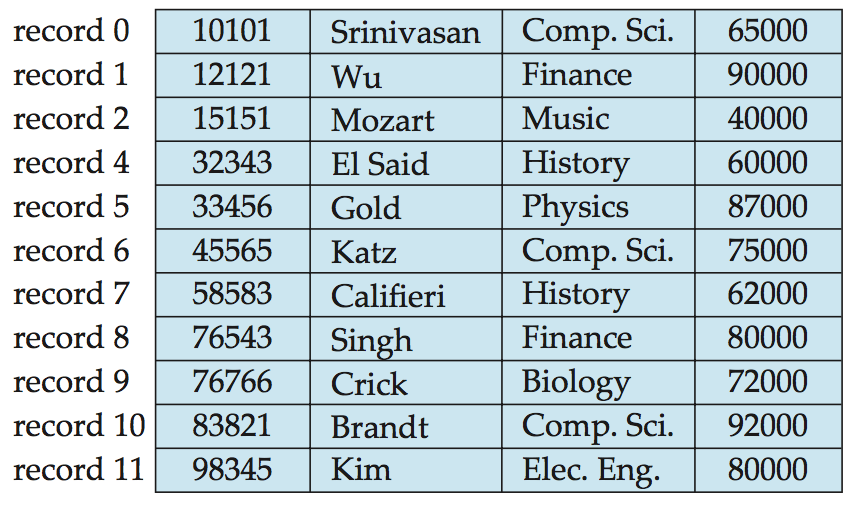 record 0 10101 Srinivasan Comp. Sci. 65000
record 1 12121 Wu Finance 90000
record 2 15151 Mozart Music 40000
record 4 32343 El Said History 60000
record 5 33456 Gold Physics 87000
record 6 45565 Katz Comp. Sci. 75000
record 7 58583 Califieri History 62000
record 8 76543 Singh Finance 80000
record 9 76766 Crick Biology 72000
record 10 83821 Brandt Comp. Sci. 92000
record 11 98345 Kim Elec. Eng. 80000